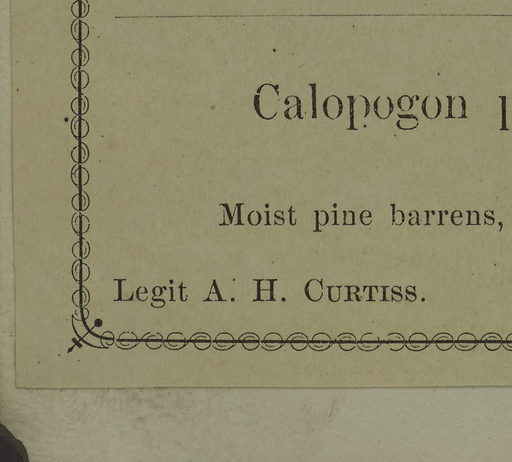 Calopogon
Moist pine barrens,
Legit A. H. Curtiss.